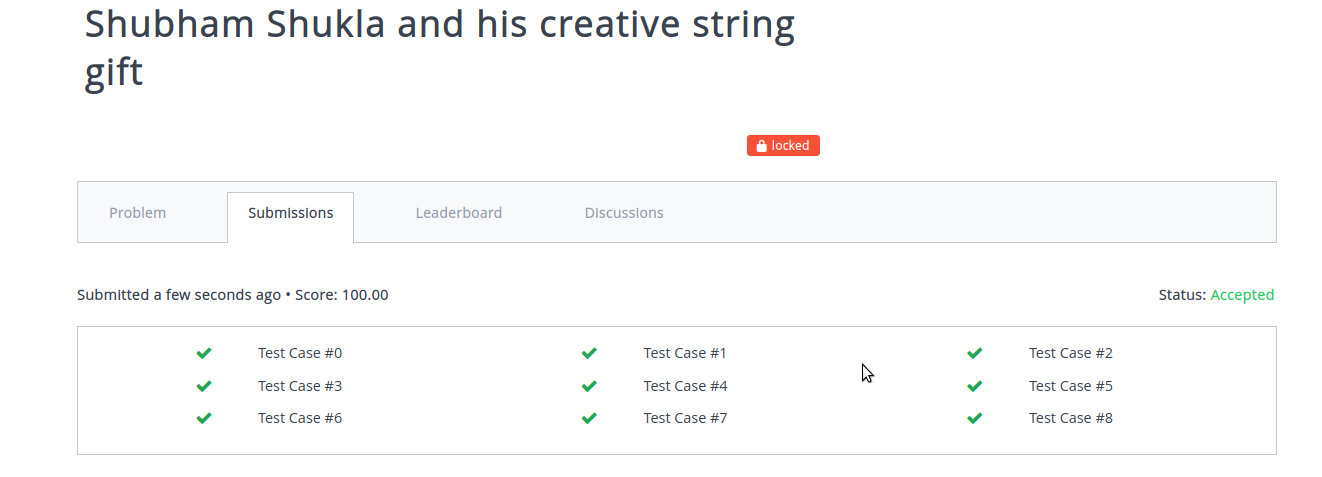 Shubham Shukla and his creative string
gift
locked
Problem Submissions Leaderboard Discussions
Submitted a few seconds ago • Score: 100.00 Status: Accepted
Test Case #0 Test Case #1 Test Case #2
Test Case #3 Test Case #4 Test Case #5
Test Case #6 Test Case #7 Test Case #8